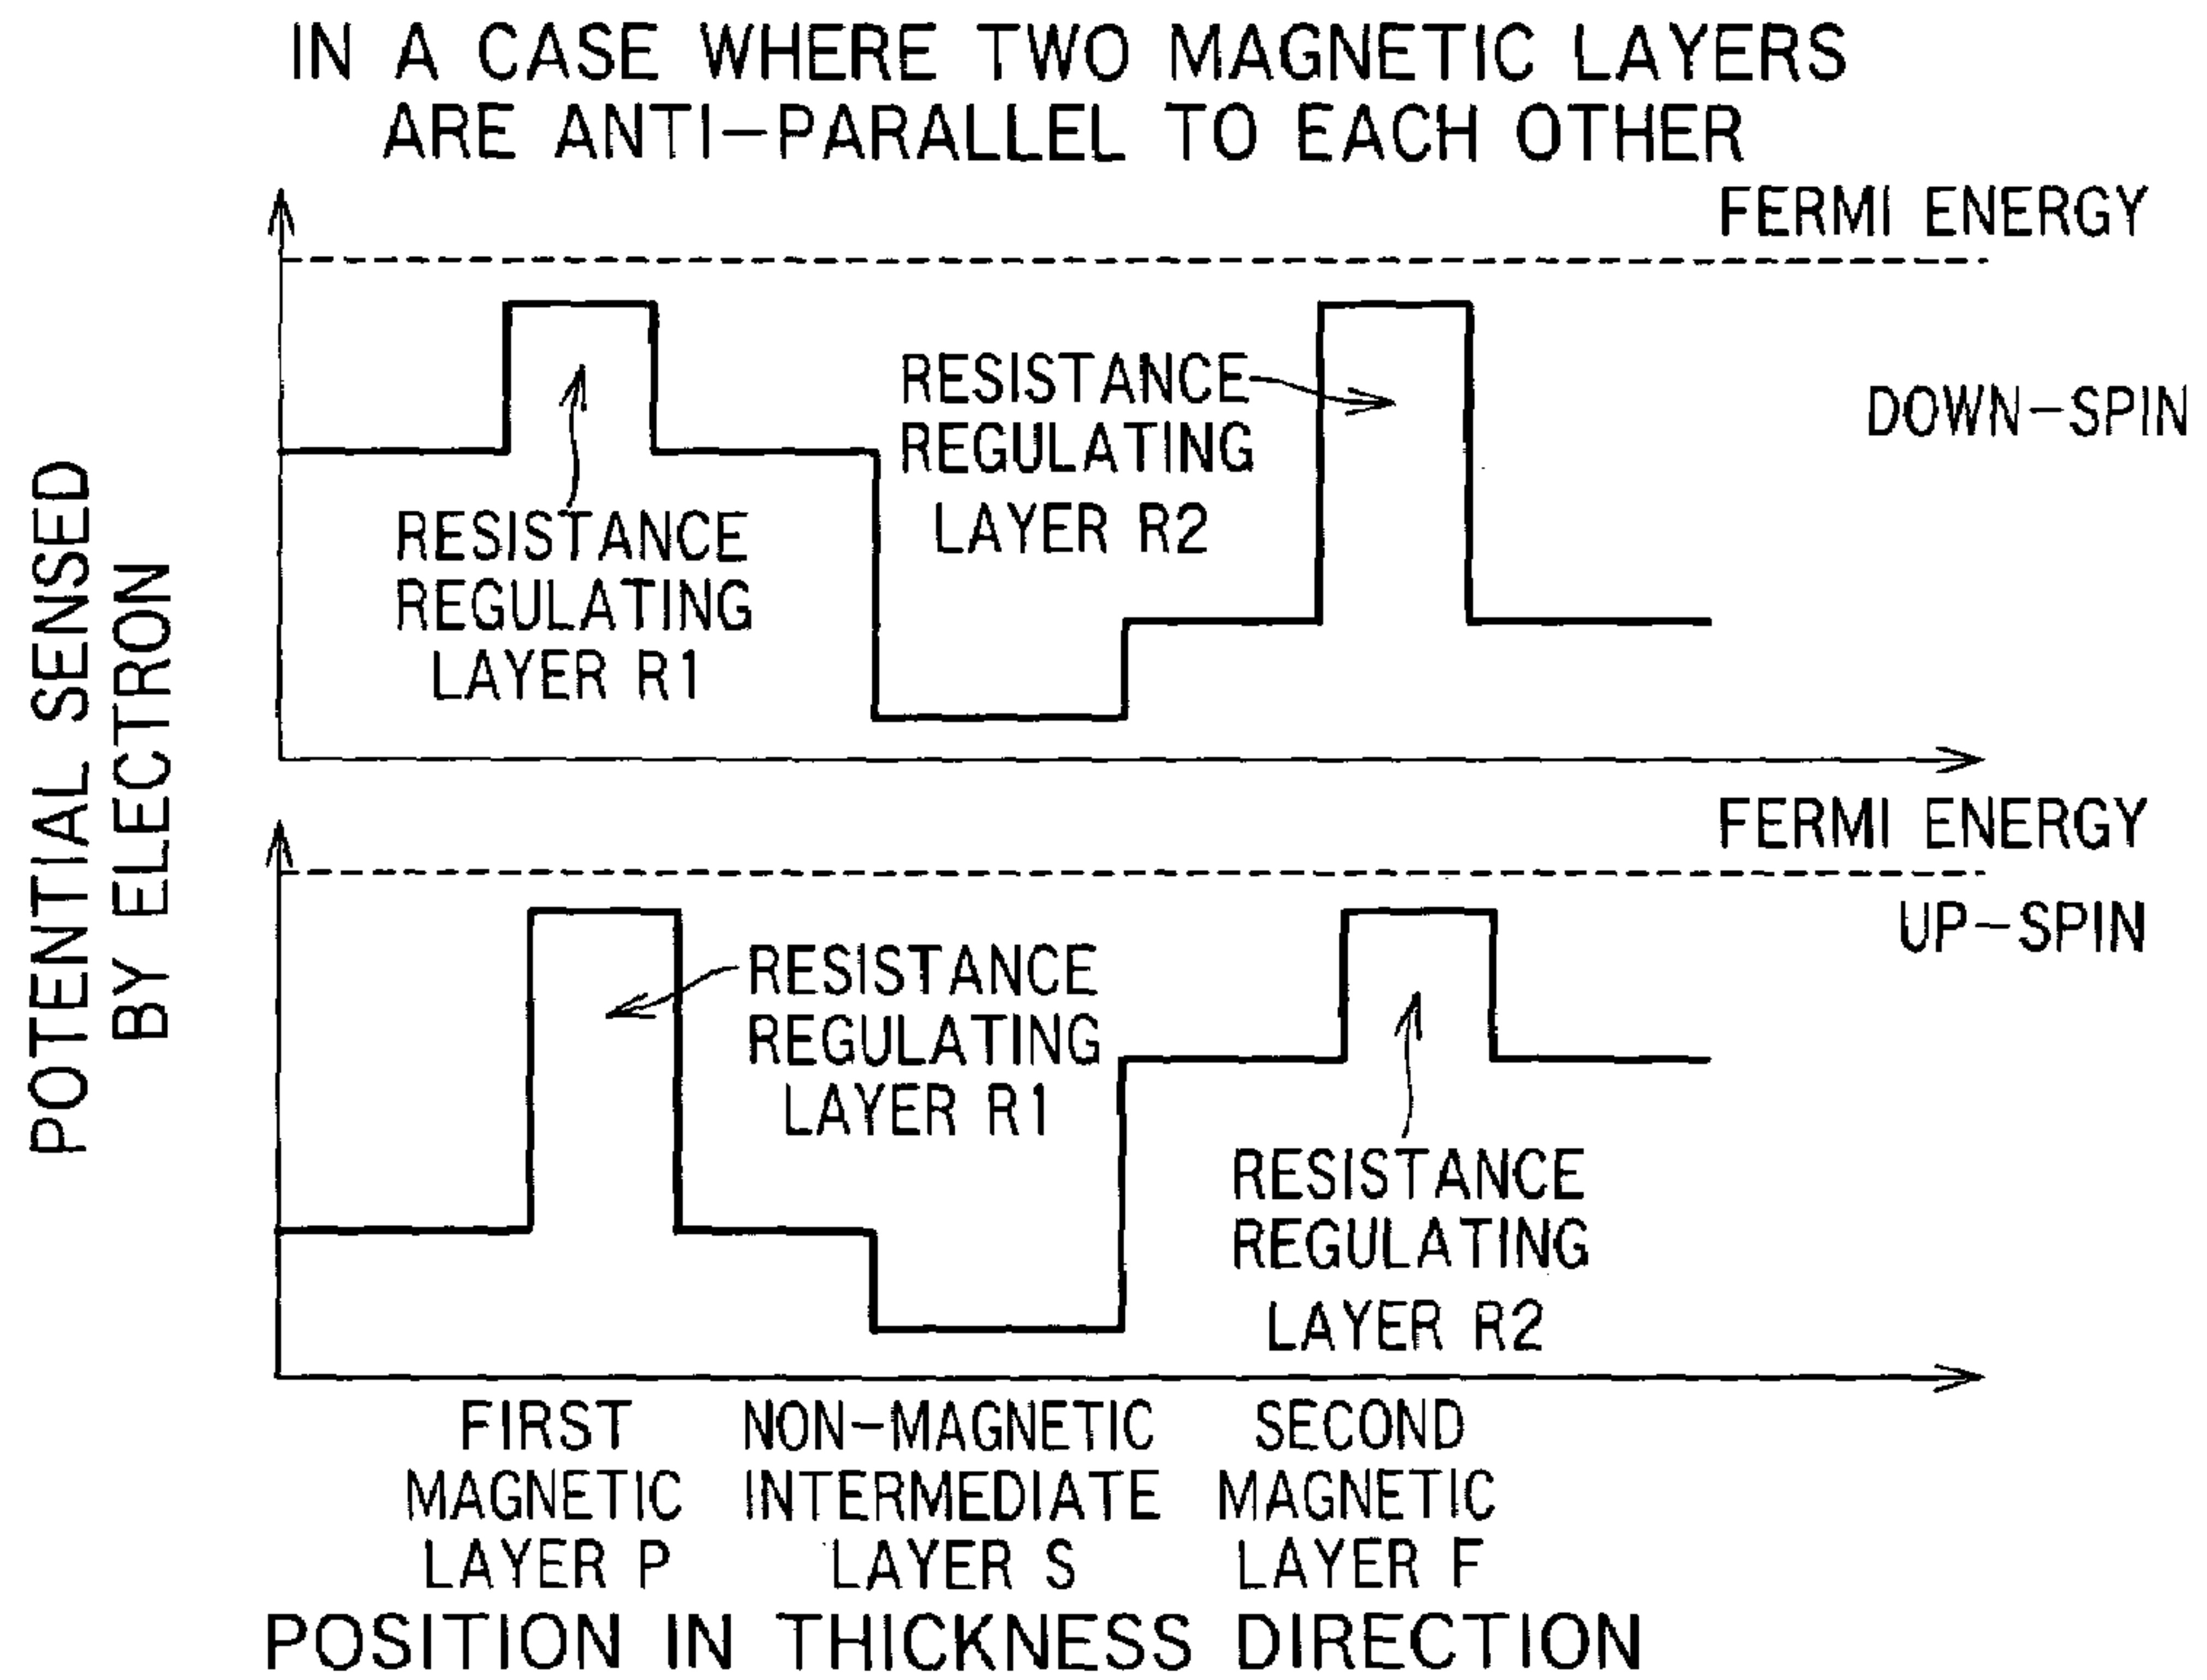 IN A CASE WHERE TWO MAGNETIC LAYERS
ARE ANTI-PARALLEL TO EACH OTHER
POTENTIAL SENSED
BY ELECTRON
FERMI ENERGY
DOWN-SPIN
RESISTANCE
REGULATING
LAYER R1
RESISTANCE
REGULATING
LAYER R2
FERMI ENERGY
UP-SPIN
RESISTANCE
REGULATING
LAYER R1
RESISTANCE
REGULATING
LAYER R2
FIRST
MAGNETIC
LAYER P
NON-MAGNETIC
INTERMEDIATE
LAYER S
SECOND
MAGNETIC
LAYER F
POSITION IN THICKNESS DIRECTION